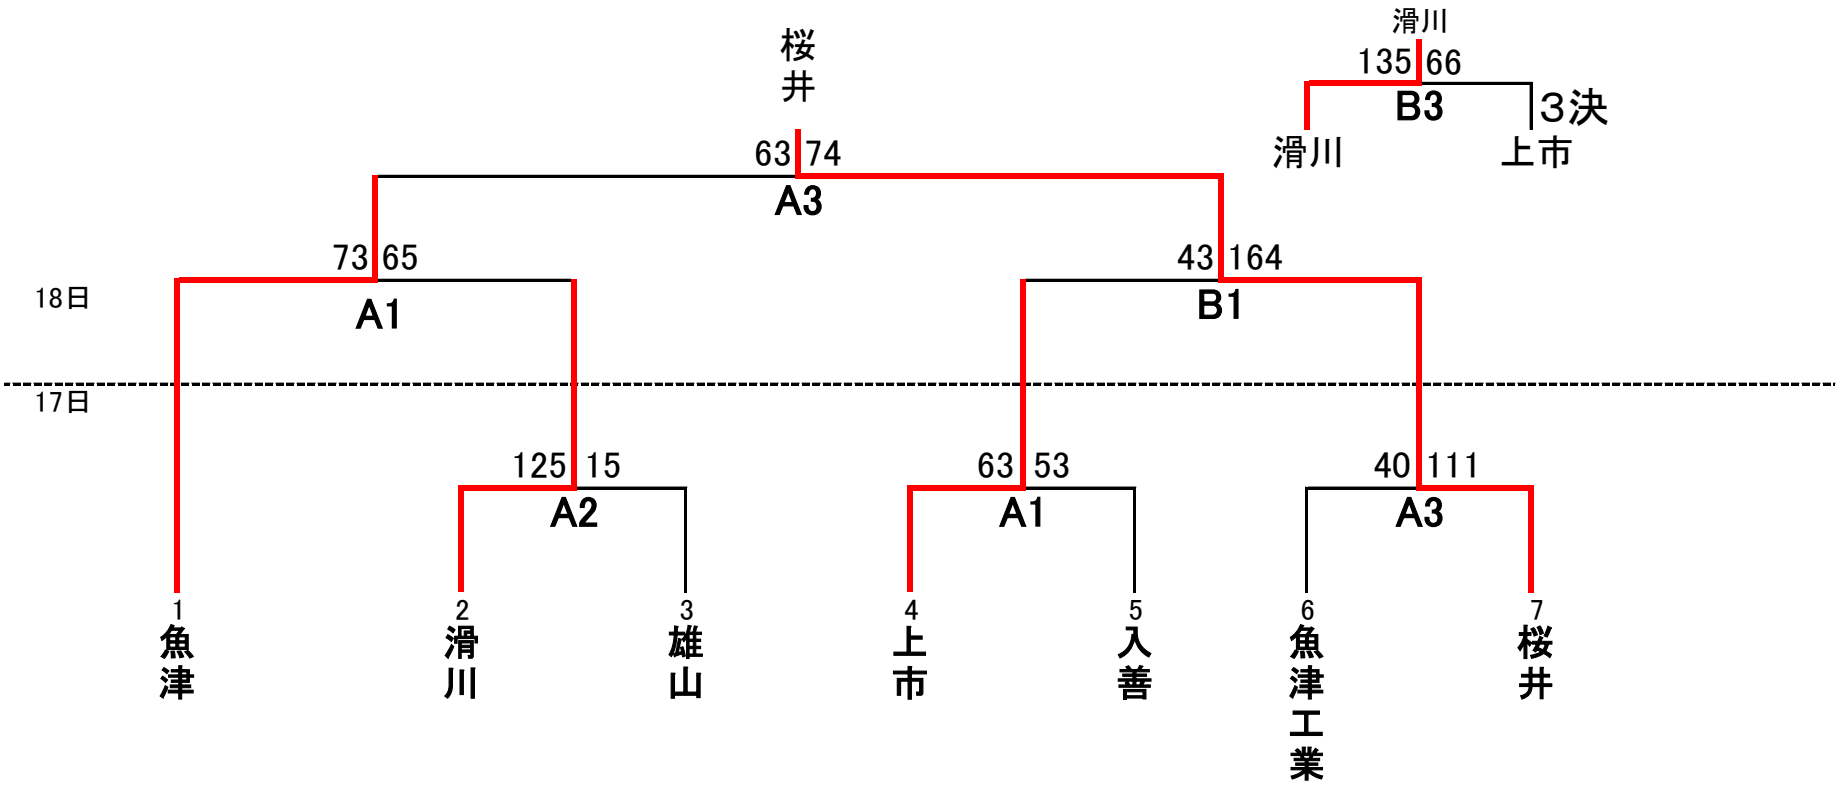 滑川
135 66
B3
3決
滑川 上市
桜井
63 74
A3
73 65
A1
43 164
B1
18日
17日
125 15
A2
63 53
A1
40 111
A3
1 2 3 4 5 6 7
魚津
滑川
雄山
上市
入善
魚津工業
桜井